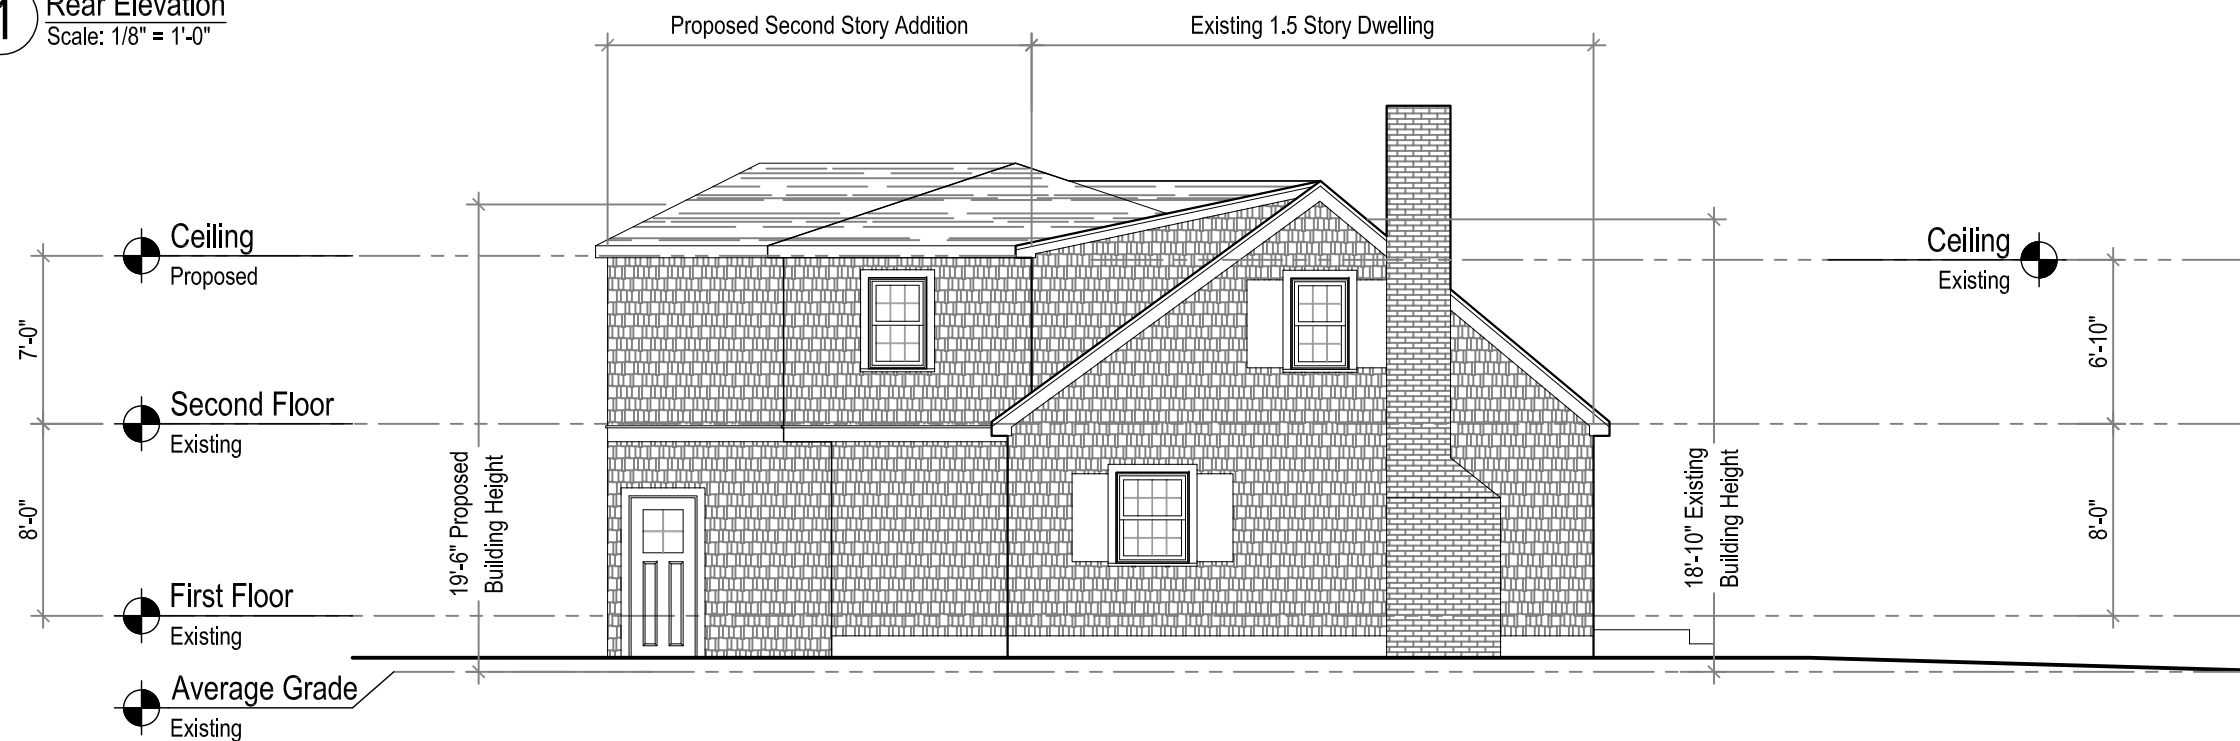 1
Rear Elevation
Scale: 1/8" = 1'-0"
Proposed Second Story Addition
Existing 1.5 Story Dwelling
Ceiling
Proposed
7'-0"
Second Floor
Existing
8'-0"
First Floor
Existing
Average Grade
Existing
19'-6" Proposed
Building Height
18'-10" Existing
Building Height
Ceiling
Existing
6'-10"
8'-0"